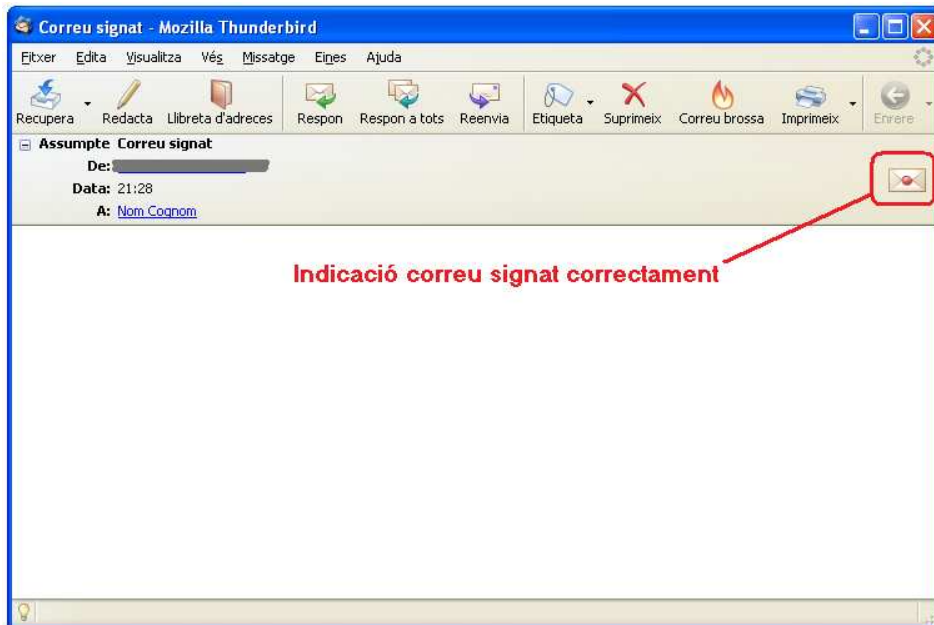 Correu signat - Mozilla Thunderbird
Fitxer Edita Visualitza Vés Missatge Eines Ajuda
Recupera Redacta Llibreta d'adreces Respon Respon a tots Reenvia Etiqueta Suprimeix Correu brossa Imprimeix Enrere
Assumpte Correu signat
De:
Data: 21:28
A: Nom Cognom
Indicació correu signat correctament